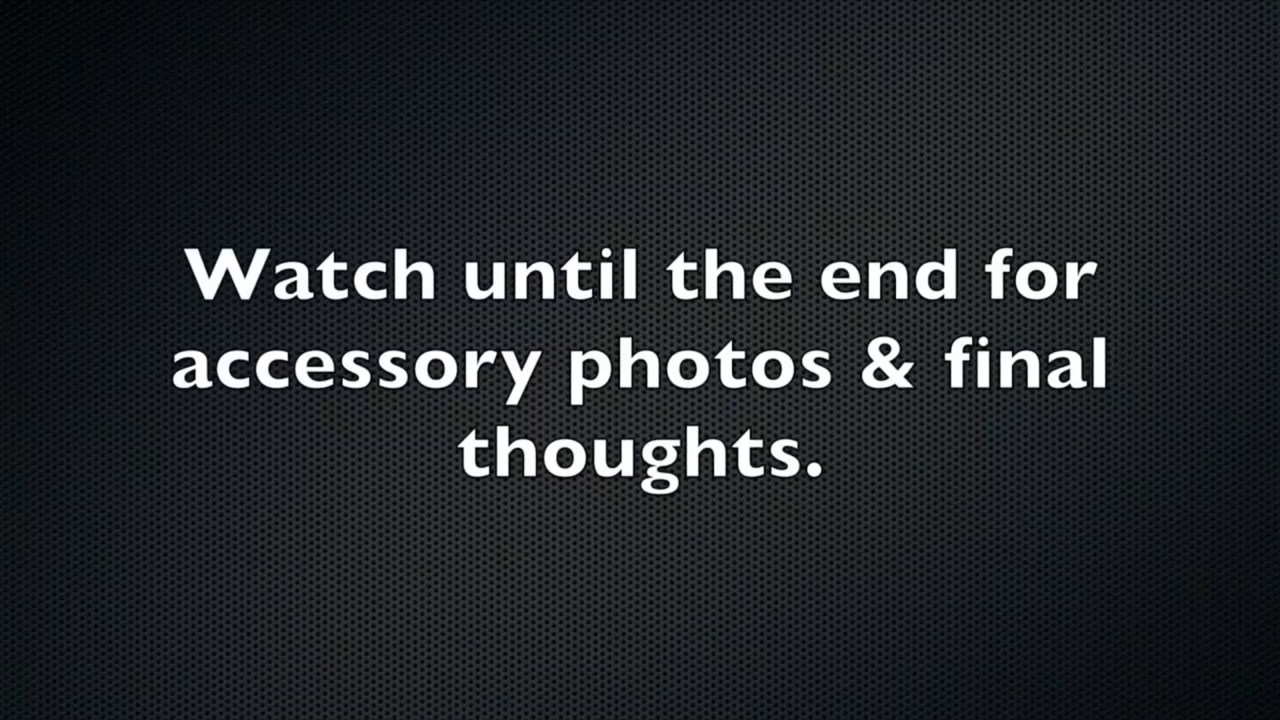 Watch until the end for
accessory photos & final
thoughts.